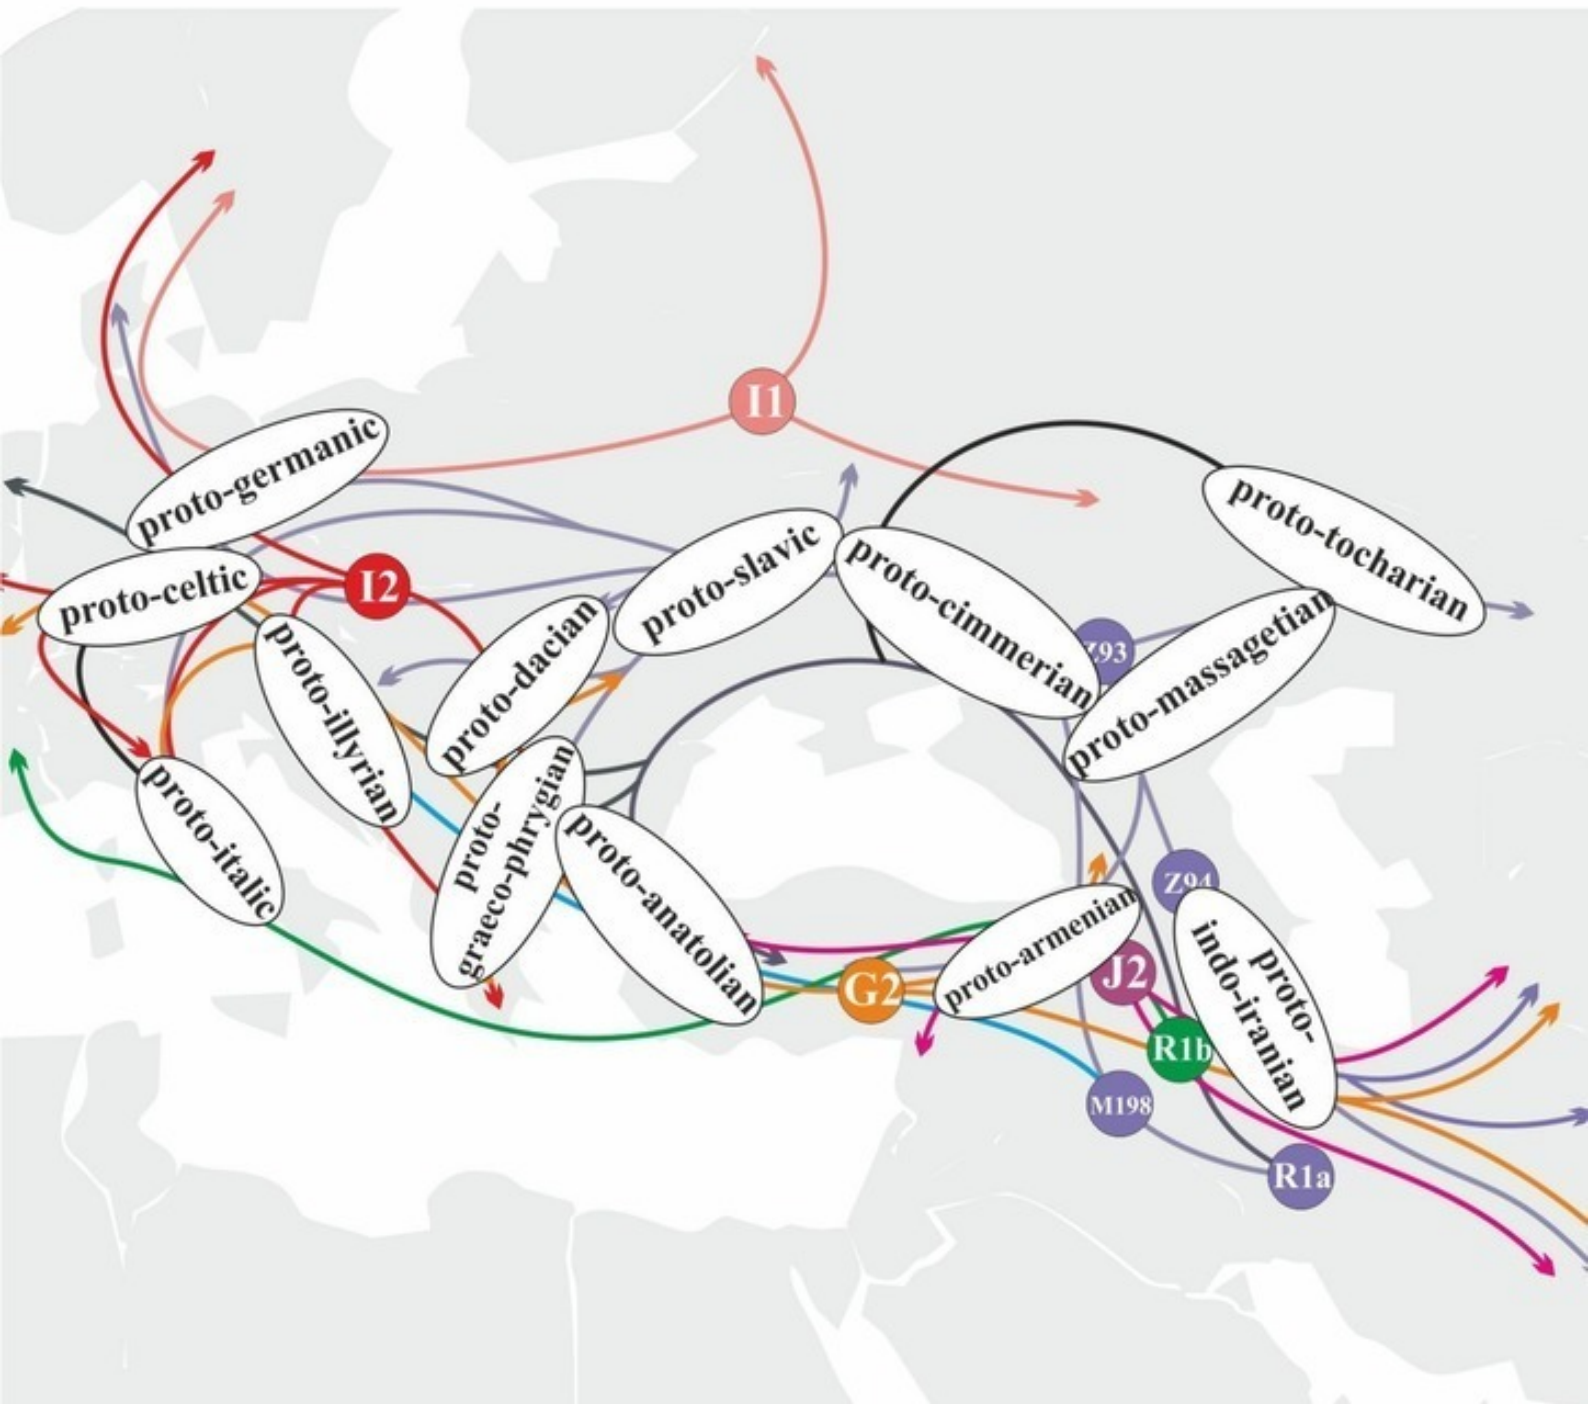 I1
proto-germanic
proto-tocharian
proto-slavic
proto-celtic
I2
proto-cimmerian
proto-dacian
Z93
proto-massagetian
proto-illyrian
proto-italic
proto-
graeco-phrygian
proto-anatolian
Z94
proto-armenian
J2
G2
proto-
indo-iranian
R1b
M198
R1a